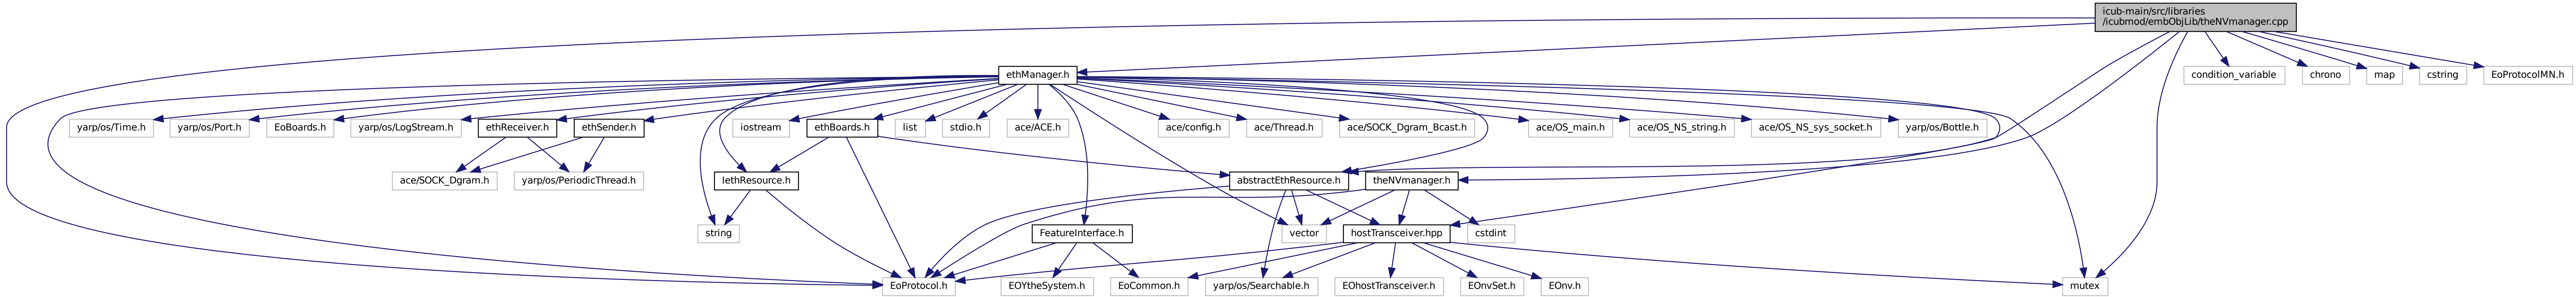 icub-main/src/libraries
/icubmod/embObjLib/theNVmanager.cpp
ethManager.h
condition_variable
chrono
map
cstring
EoProtocolMN.h
yarp/os/Time.h
yarp/os/Port.h
EoBoards.h
yarp/os/LogStream.h
ethReceiver.h
ethSender.h
iostream
ethBoards.h
list
stdio.h
ace/ACE.h
ace/config.h
ace/Thread.h
ace/SOCK_Dgram_Bcast.h
ace/OS_main.h
ace/OS_NS_string.h
ace/OS_NS_sys_socket.h
yarp/os/Bottle.h
ace/SOCK_Dgram.h
yarp/os/PeriodicThread.h
IethResource.h
abstractEthResource.h
theNVmanager.h
string
FeatureInterface.h
vector
hostTransceiver.hpp
cstdint
EoProtocol.h
EOYtheSystem.h
EoCommon.h
yarp/os/Searchable.h
EOhostTransceiver.h
EOnvSet.h
EOnv.h
mutex